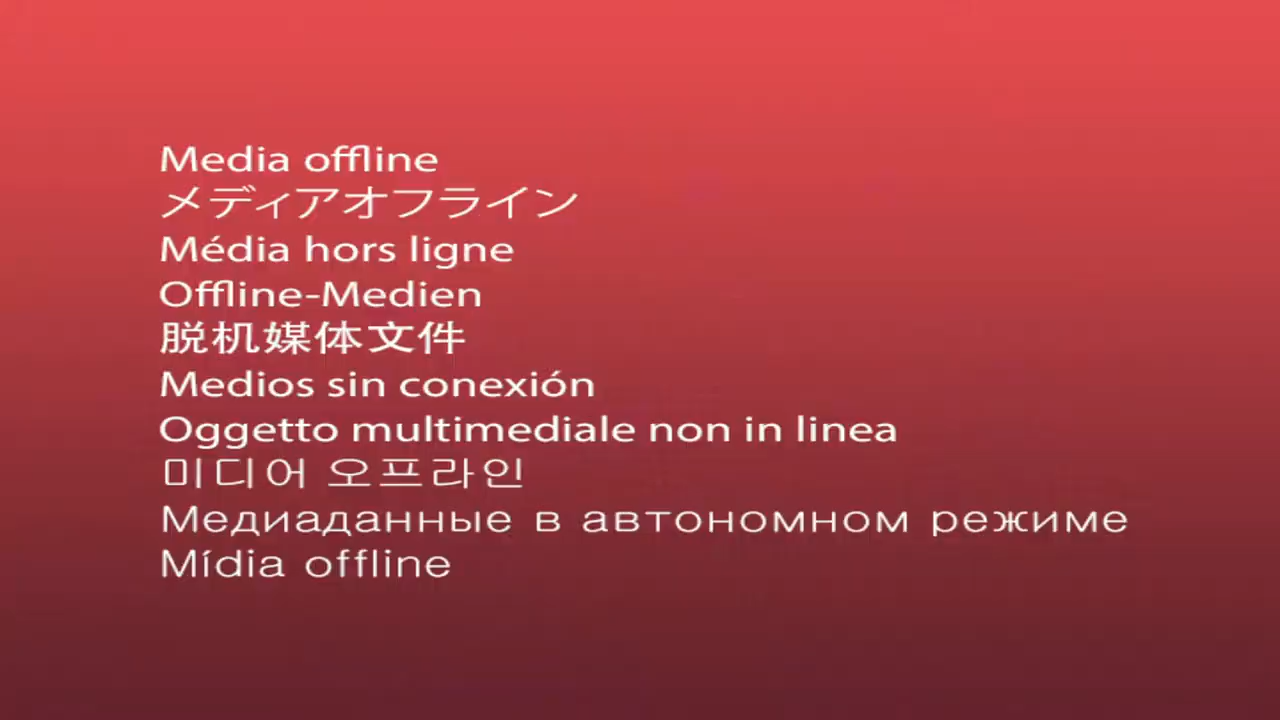 Media offline
メディアオフライン
Média hors ligne
Offline-Medien
脱机媒体文件
Medios sin conexión
Oggetto multimediale non in linea
미디어 오프라인
Медиаданные в автономном режиме
Mídia offline